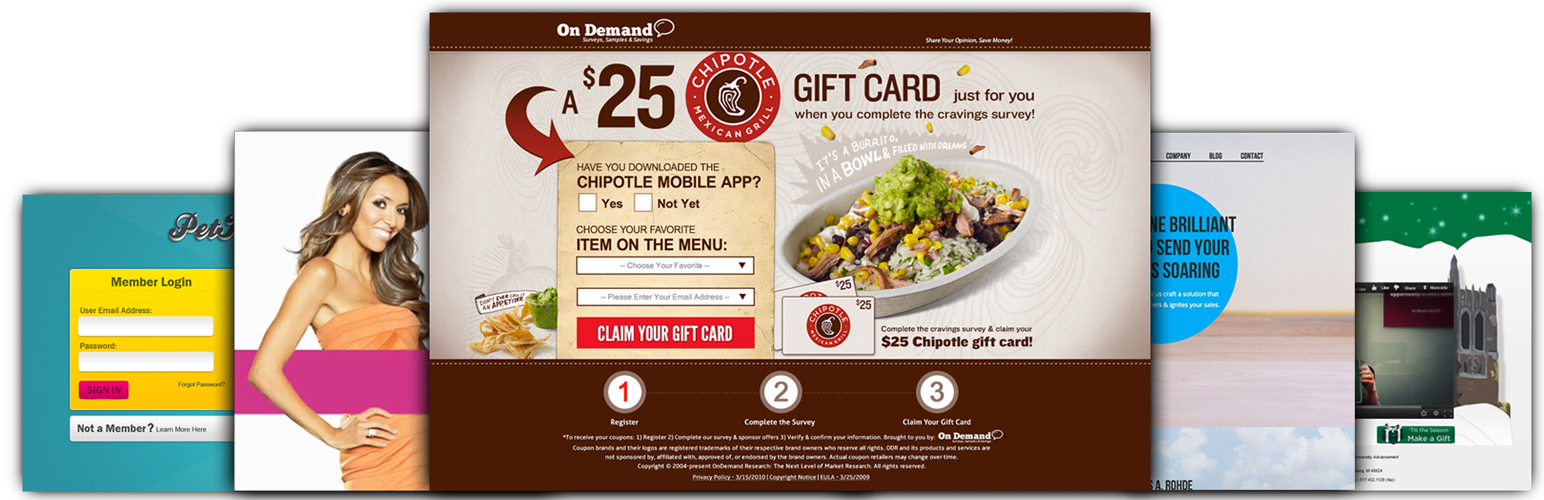 Member Login
User Email Address:
Password:
SIGN IN
Forgot Password?
Not a Member? Learn More Here
On Demand
Surveys, Samples & Savings
Share Your Opinion, Save Money!
A $25
CHIPOTLE
MEXICAN GRILL
GIFT CARD just for you
when you complete the cravings survey!
HAVE YOU DOWNLOADED THE
CHIPOTLE MOBILE APP?
Yes
Not Yet
CHOOSE YOUR FAVORITE
ITEM ON THE MENU:
-- Choose Your Favorite --
-- Please Enter Your Email Address --
CLAIM YOUR GIFT CARD
IT'S A BURRITO,
IN A BOWL & FILLED WITH DREAMS
$25
$25
CHIPOTLE
MEXICAN GRILL
Complete the cravings survey & claim your
$25 Chipotle gift card!
1
Register
2
Complete the Survey
3
Claim Your Gift Card
*To receive your coupons: 1) Register 2) Complete our survey & sponsor offers 3) Verify & confirm your information. Brought to you by: On Demand
Coupon brands and their logos are registered trademarks of their respective brand owners who reserve all rights. ODR and its products and services are
not sponsored by, affiliated with, approved of, or endorsed by the brand owners. Actual coupon retailers may change over time.
Copyright © 2004-present OnDemand Research: The Next Level of Market Research. All rights reserved.
Privacy Policy - 3/15/2010 | Copyright Notice | EULA - 3/25/2009
COMPANY
BLOG
CONTACT
NE BRILLIANT
SEND YOUR
S SOARING
us craft a solution that
ers & ignites your sales.
S A. ROHDE
Like
Share
More info
'Tis the Season
Make a Gift